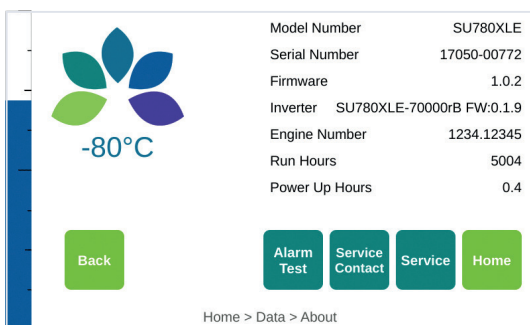 -80°C
Model Number SU780XLE
Serial Number 17050-00772
Firmware 1.0.2
Inverter SU780XLE-70000rB FW:0.1.9
Engine Number 1234.12345
Run Hours 5004
Power Up Hours 0.4
Back
Alarm
Test
Service
Contact
Service
Home
Home > Data > About